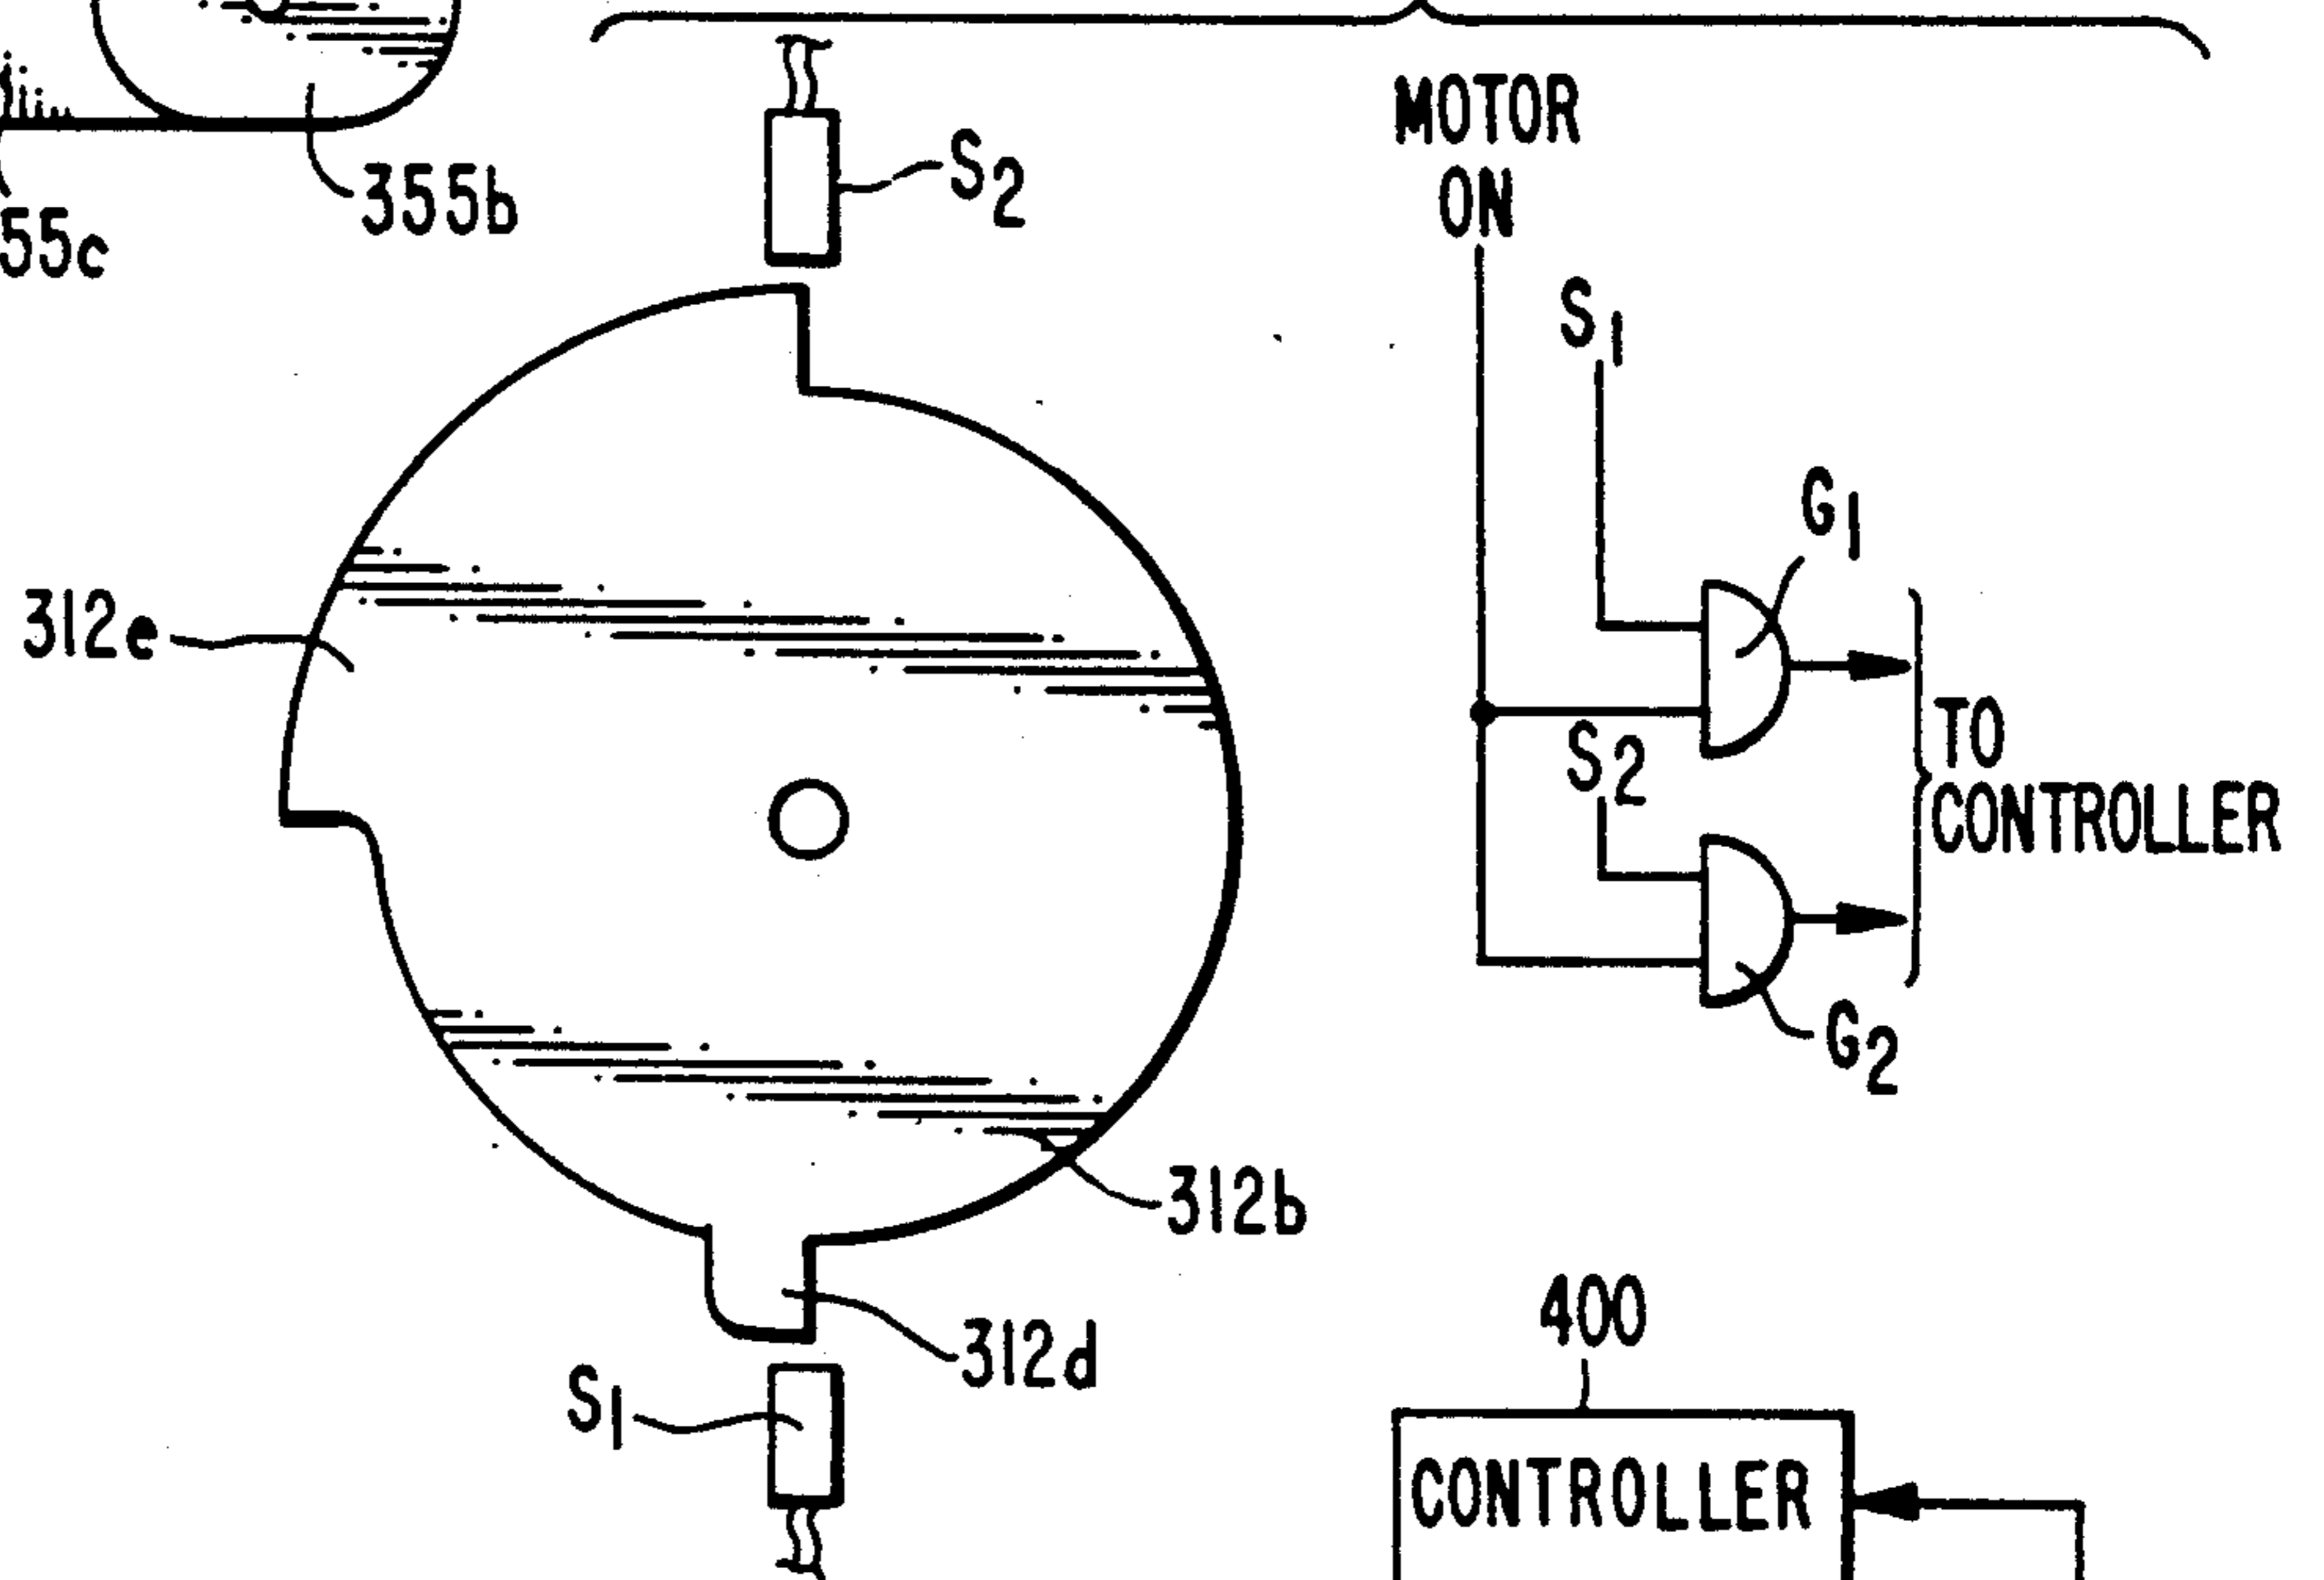 MOTOR
ON
S2
355b
55c
S1
G1
312e
TO
CONTROLLER
S2
G2
312b
400
312d
S1
CONTROLLER